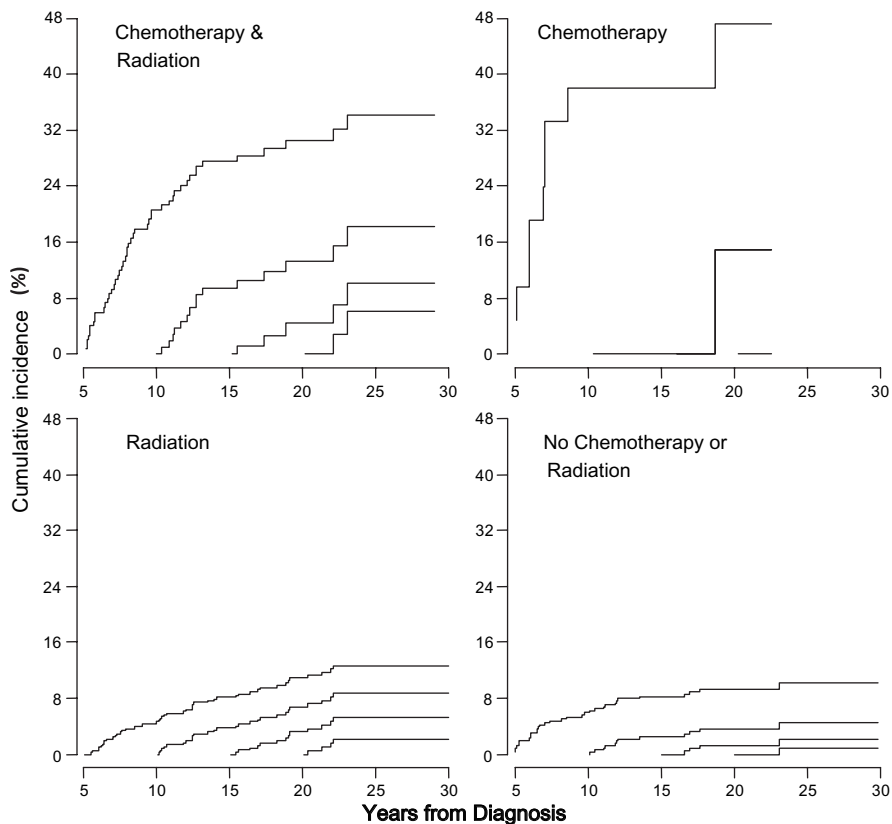 Chemotherapy &
Radiation
48
40
32
24
16
8
0
5 10 15 20 25 30
Chemotherapy
48
40
32
24
16
8
0
5 10 15 20 25 30
Cumulative incidence (%)
Radiation
48
40
32
24
16
8
0
5 10 15 20 25 30
No Chemotherapy or
Radiation
48
40
32
24
16
8
0
5 10 15 20 25 30
Years from Diagnosis